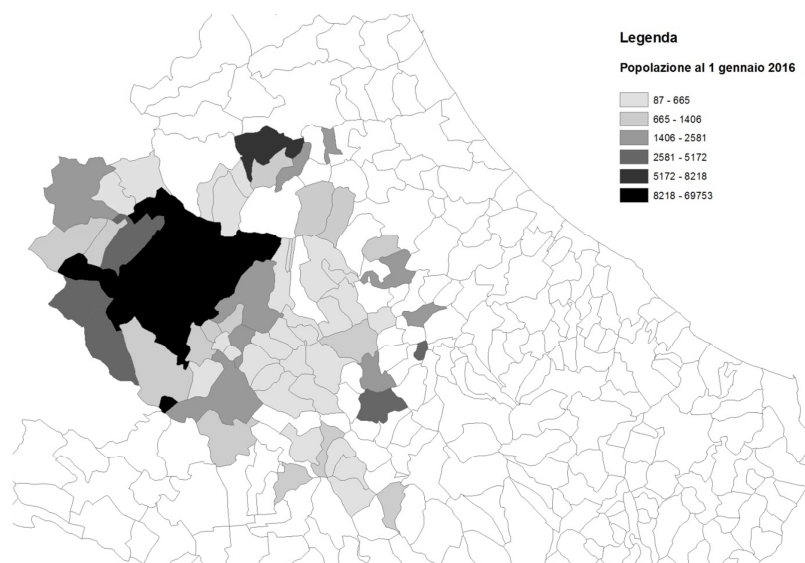 Legenda
Popolazione al 1 gennaio 2016
87 - 665
665 - 1406
1406 - 2581
2581 - 5172
5172 - 8218
8218 - 69753